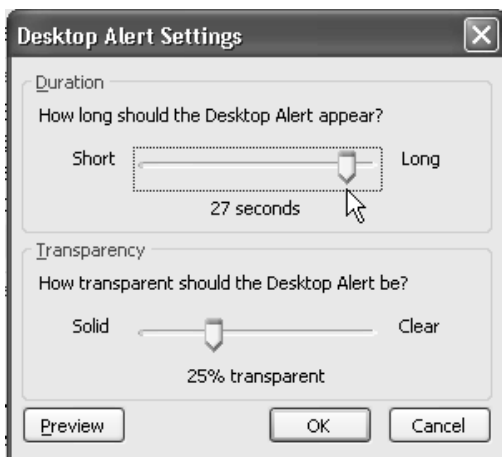 Desktop Alert Settings
Duration
How long should the Desktop Alert appear?
Short Long
27 seconds
Transparency
How transparent should the Desktop Alert be?
Solid Clear
25% transparent
Preview OK Cancel